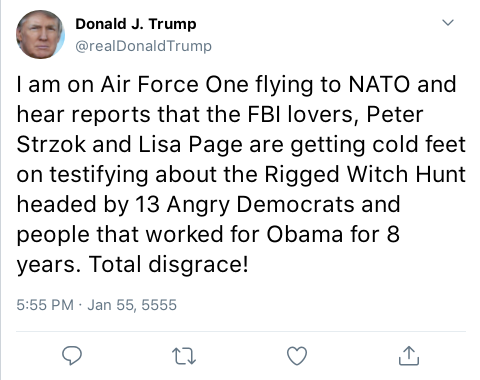 Donald J. Trump
@realDonaldTrump
I am on Air Force One flying to NATO and
hear reports that the FBI lovers, Peter
Strzok and Lisa Page are getting cold feet
on testifying about the Rigged Witch Hunt
headed by 13 Angry Democrats and
people that worked for Obama for 8
years. Total disgrace!
5:55 PM · Jan 55, 5555